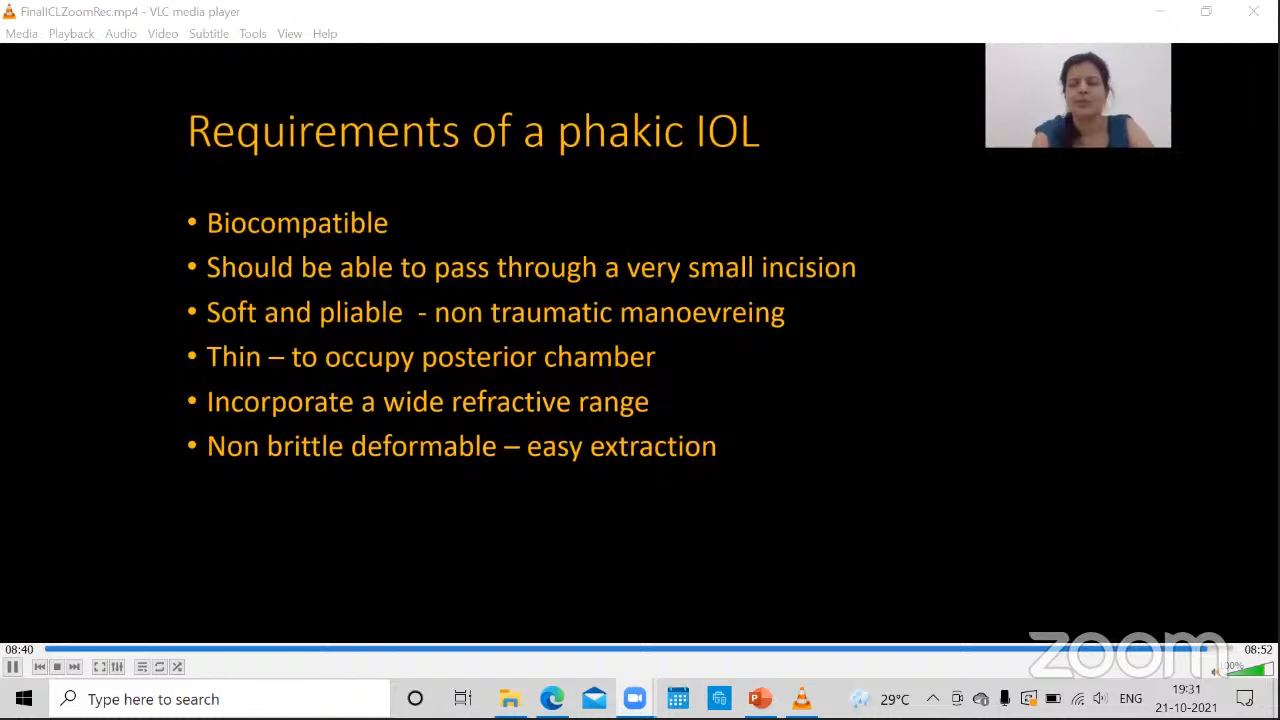 FinalICLZoomRec.mp4 - VLC media player
Media Playback Audio Video Subtitle Tools View Help
Requirements of a phakic IOL
• Biocompatible
• Should be able to pass through a very small incision
• Soft and pliable - non traumatic manoevreing
• Thin – to occupy posterior chamber
• Incorporate a wide refractive range
• Non brittle deformable – easy extraction
08:40
08:52
zoom
100%
Type here to search
29°C
ENG
19:31
21-10-2021